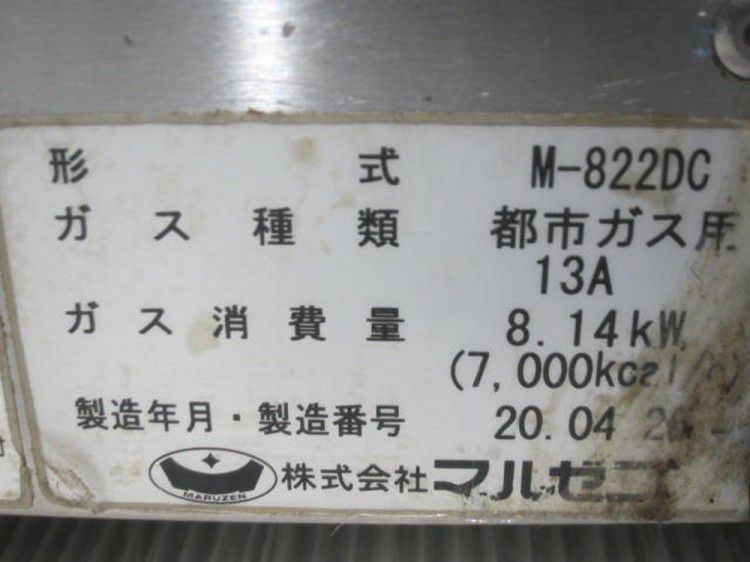 形式 M-822DC
ガス種類 都市ガス用
13A
ガス消費量 8.14kW
(7,000kcal/h)
製造年月・製造番号 20.04
MARUZEN 株式会社 マルゼン